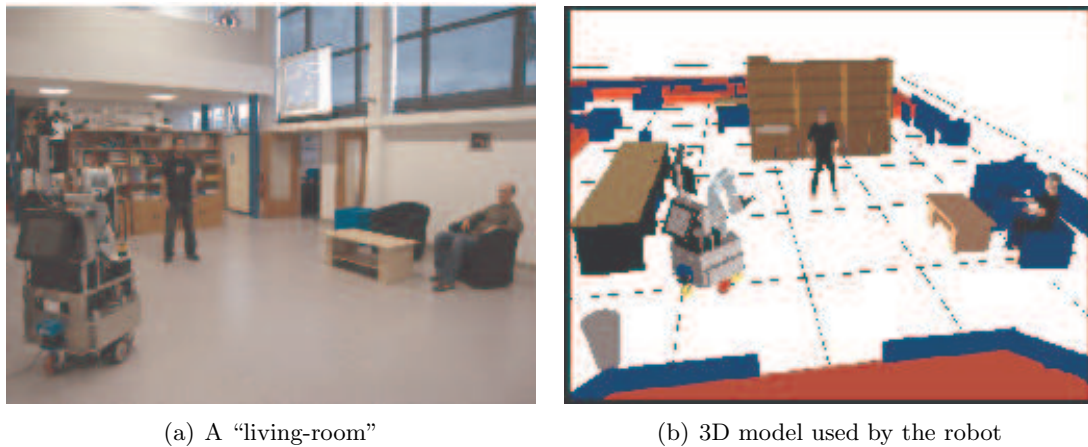 (a) A “living-room”
(b) 3D model used by the robot